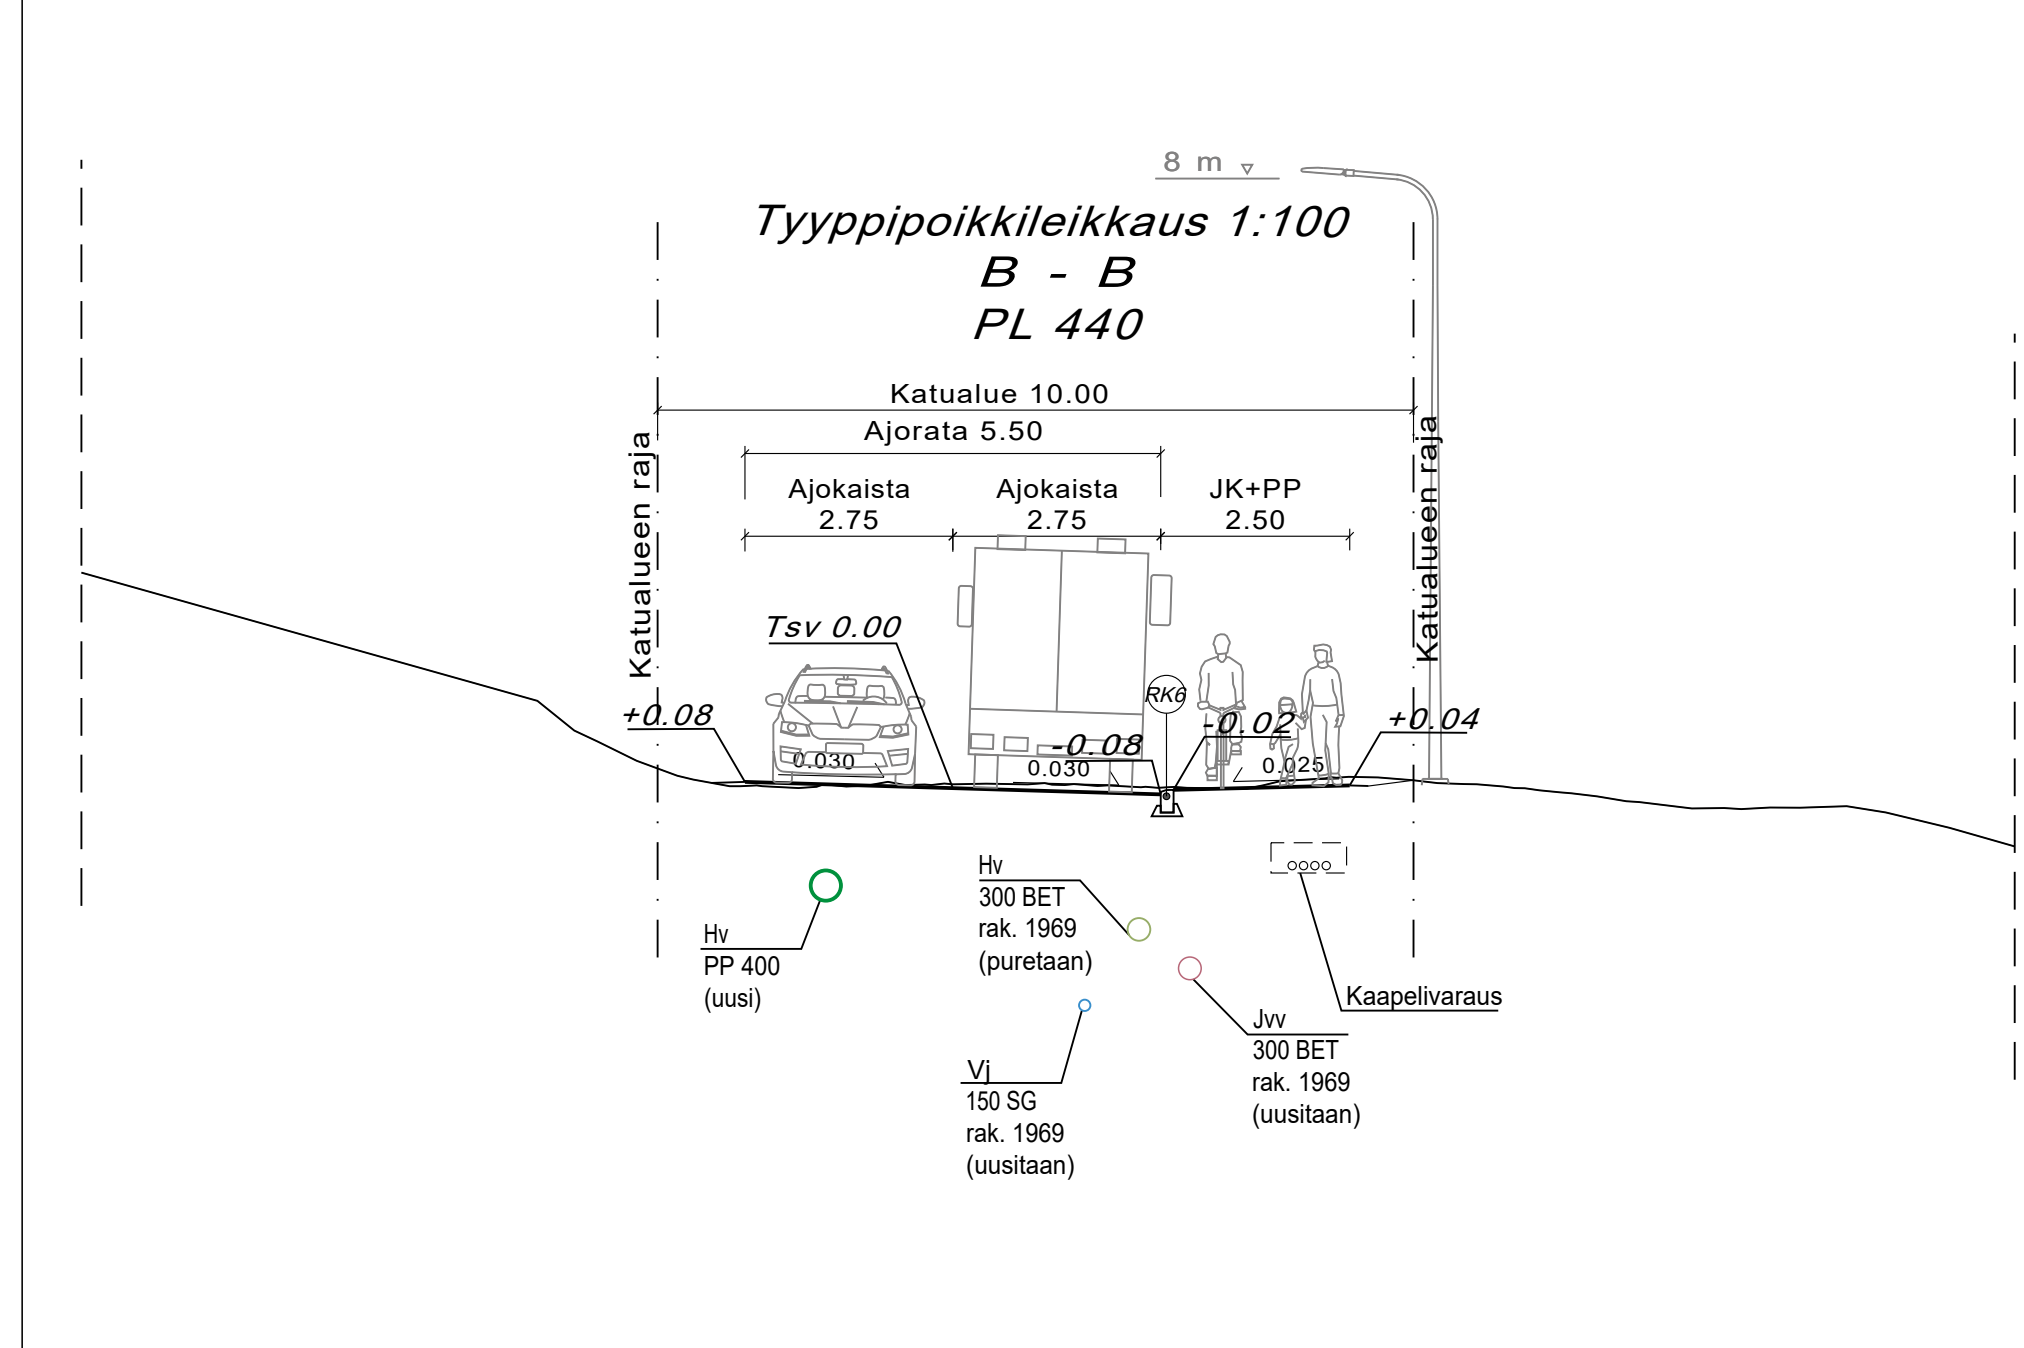 8 m
Tyyppipoikkileikkaus 1:100
B - B
PL 440
Katualue 10.00
Ajorata 5.50
Ajokaista
2.75
Ajokaista
2.75
JK+PP
2.50
Katualueen raja
Katualueen raja
Tsv 0.00
RK6
+0.08
-0.08
-0.02
+0.04
0.030
0.030
0.025
Hv
PP 400
(uusi)
Hv
300 BET
rak. 1969
(puretaan)
Vj
150 SG
rak. 1969
(uusitaan)
Jvv
300 BET
rak. 1969
(uusitaan)
Kaapelivaraus